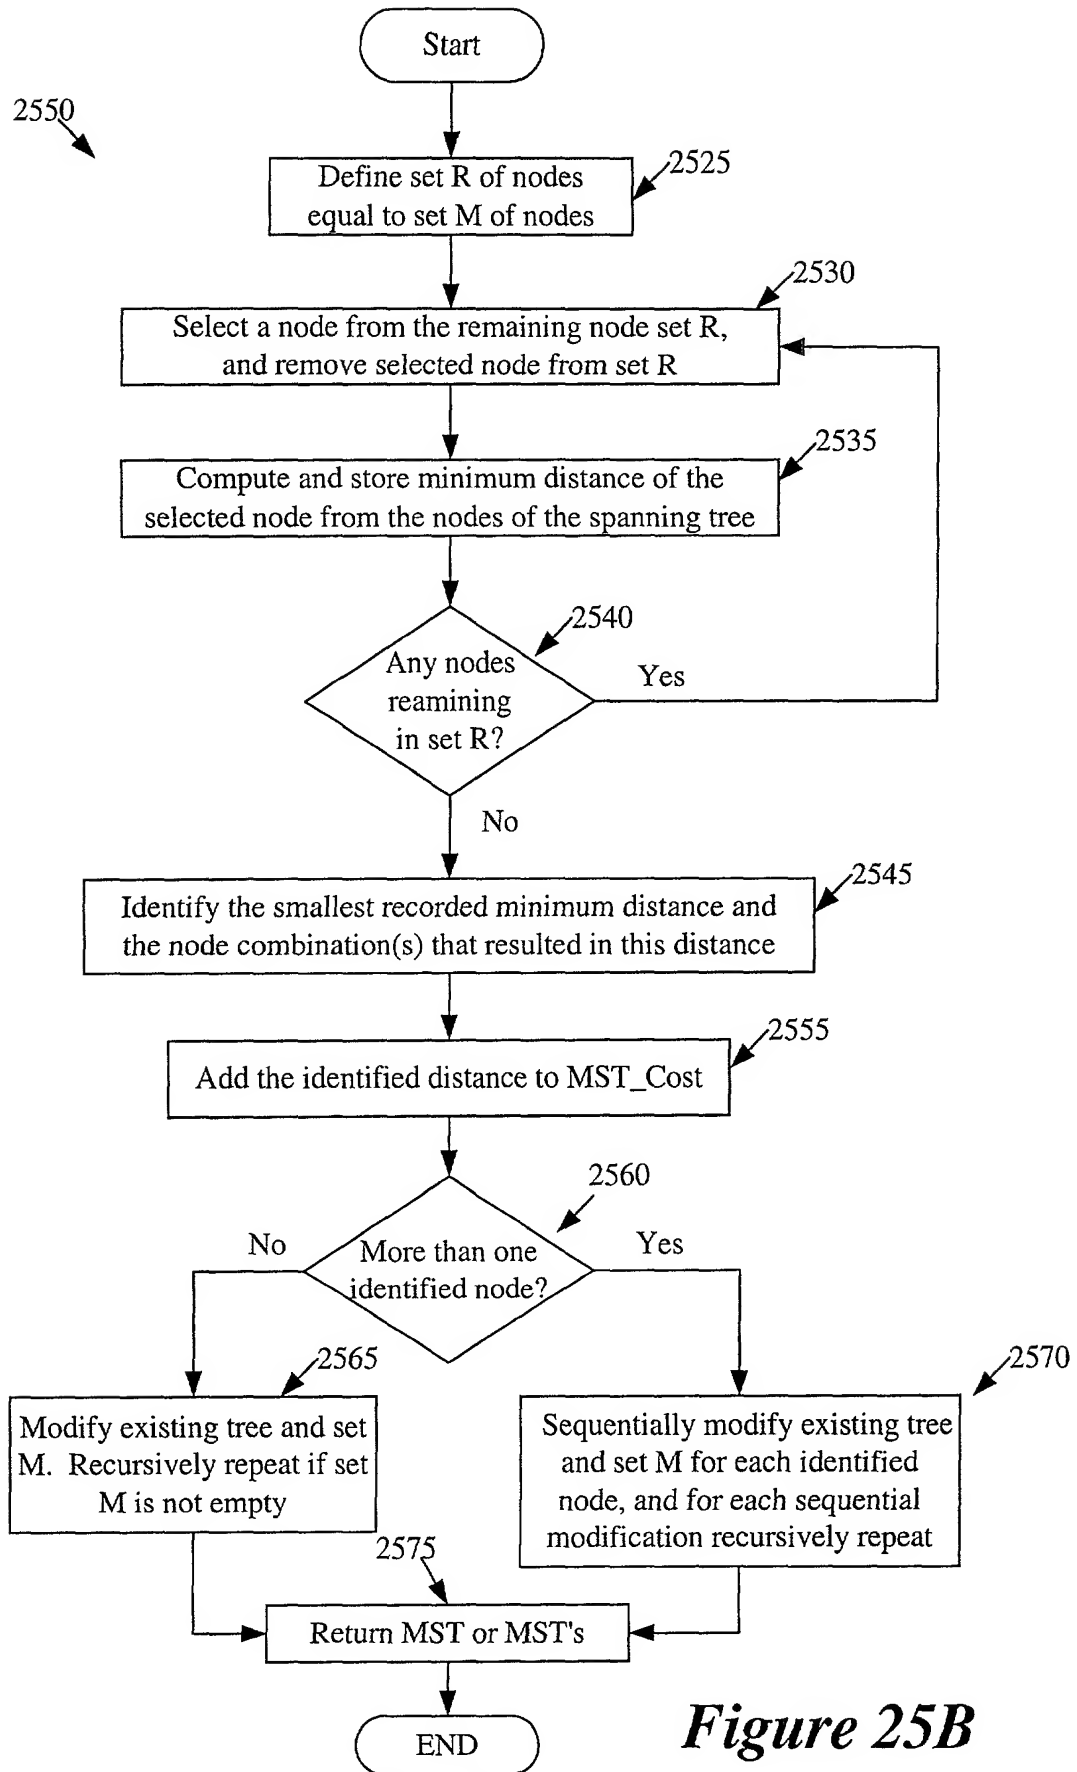 Start
2550
Define set R of nodes
equal to set M of nodes
2525
2530
Select a node from the remaining node set R,
and remove selected node from set R
2535
Compute and store minimum distance of the
selected node from the nodes of the spanning tree
2540
Any nodes
reamining
in set R?
Yes
No
2545
Identify the smallest recorded minimum distance and
the node combination(s) that resulted in this distance
2555
Add the identified distance to MST_Cost
2560
No
Yes
More than one
identified node?
2565
2570
Modify existing tree and set
M. Recursively repeat if set
M is not empty
Sequentially modify existing tree
and set M for each identified
node, and for each sequential
modification recursively repeat
2575
Return MST or MST's
END
Figure 25B